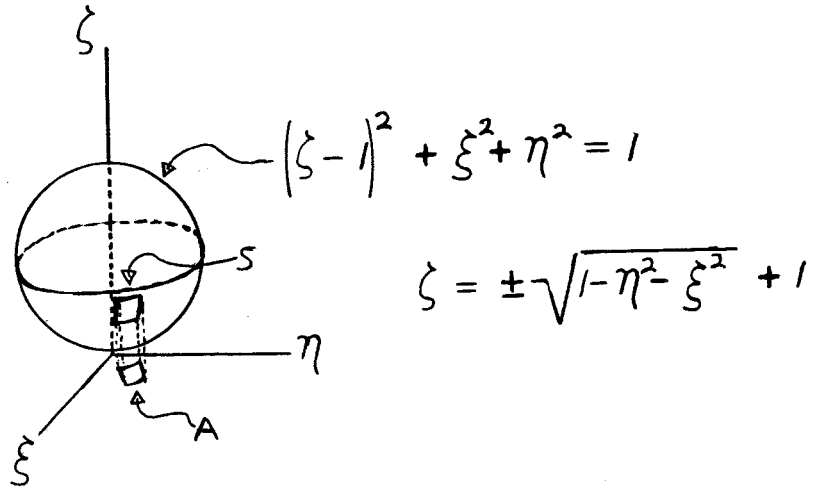 ζ
(ζ-1)² + ξ² + η² = 1
S
ζ = ±√(1-η²-ξ²) + 1
η
A
ξ